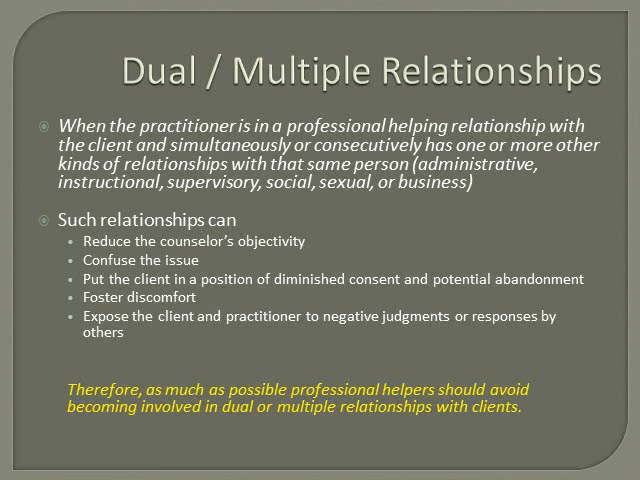 Dual / Multiple Relationships
When the practitioner is in a professional helping relationship with
the client and simultaneously or consecutively has one or more other
kinds of relationships with that same person (administrative,
instructional, supervisory, social, sexual, or business)
Such relationships can
Reduce the counselor's objectivity
Confuse the issue
Put the client in a position of diminished consent and potential abandonment
Foster discomfort
Expose the client and practitioner to negative judgments or responses by
others
Therefore, as much as possible professional helpers should avoid
becoming involved in dual or multiple relationships with clients.